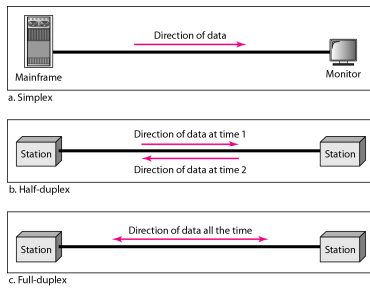 Direction of data
Mainframe
Monitor
a. Simplex
Direction of data at time 1
Station
Station
Direction of data at time 2
b. Half-duplex
Direction of data all the time
Station
Station
c. Full-duplex